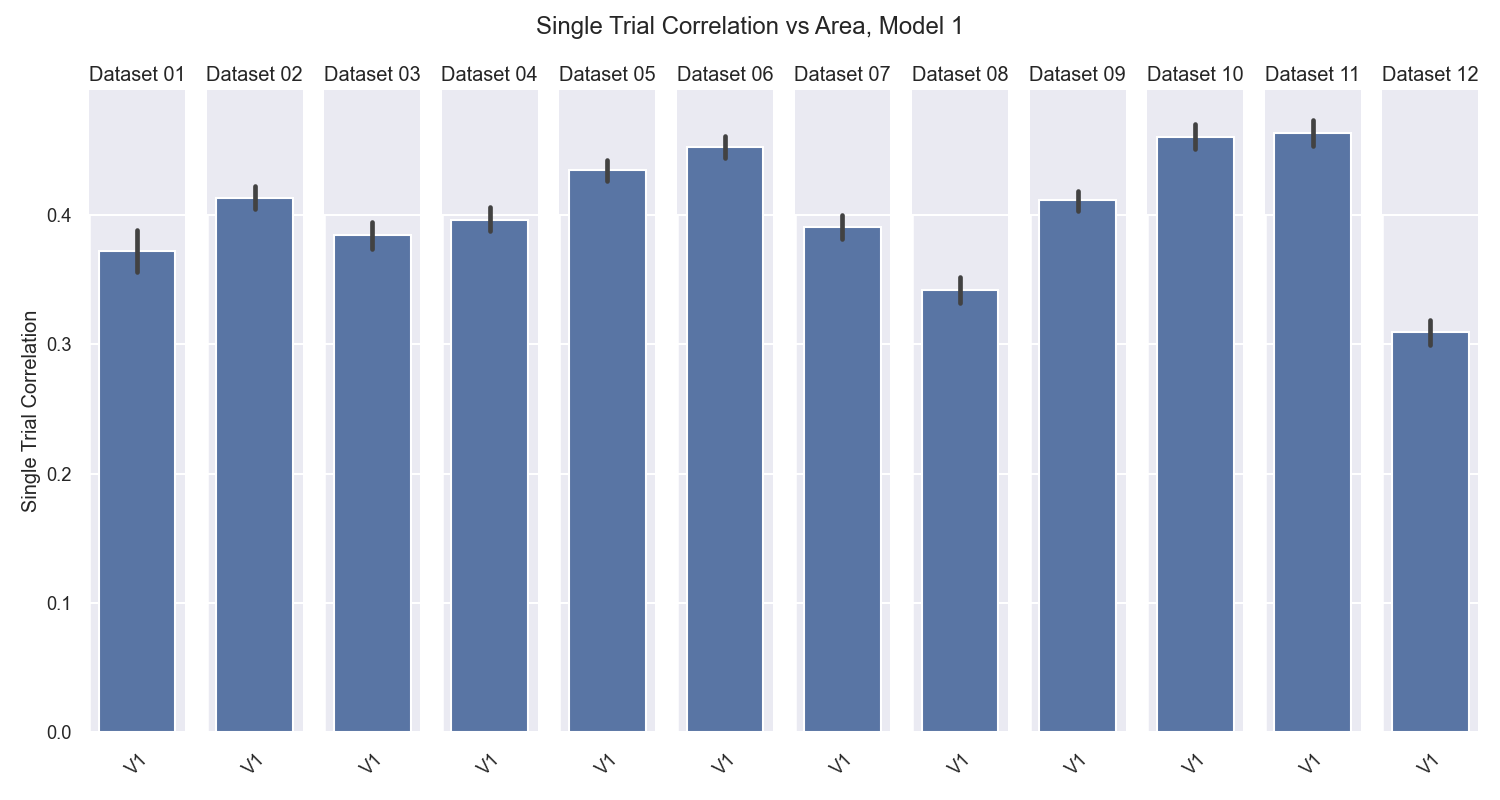 Single Trial Correlation vs Area, Model 1
Dataset 01 Dataset 02 Dataset 03 Dataset 04 Dataset 05 Dataset 06 Dataset 07 Dataset 08 Dataset 09 Dataset 10 Dataset 11 Dataset 12
Single Trial Correlation
0.4
0.3
0.2
0.1
0.0
V1 V1 V1 V1 V1 V1 V1 V1 V1 V1 V1 V1